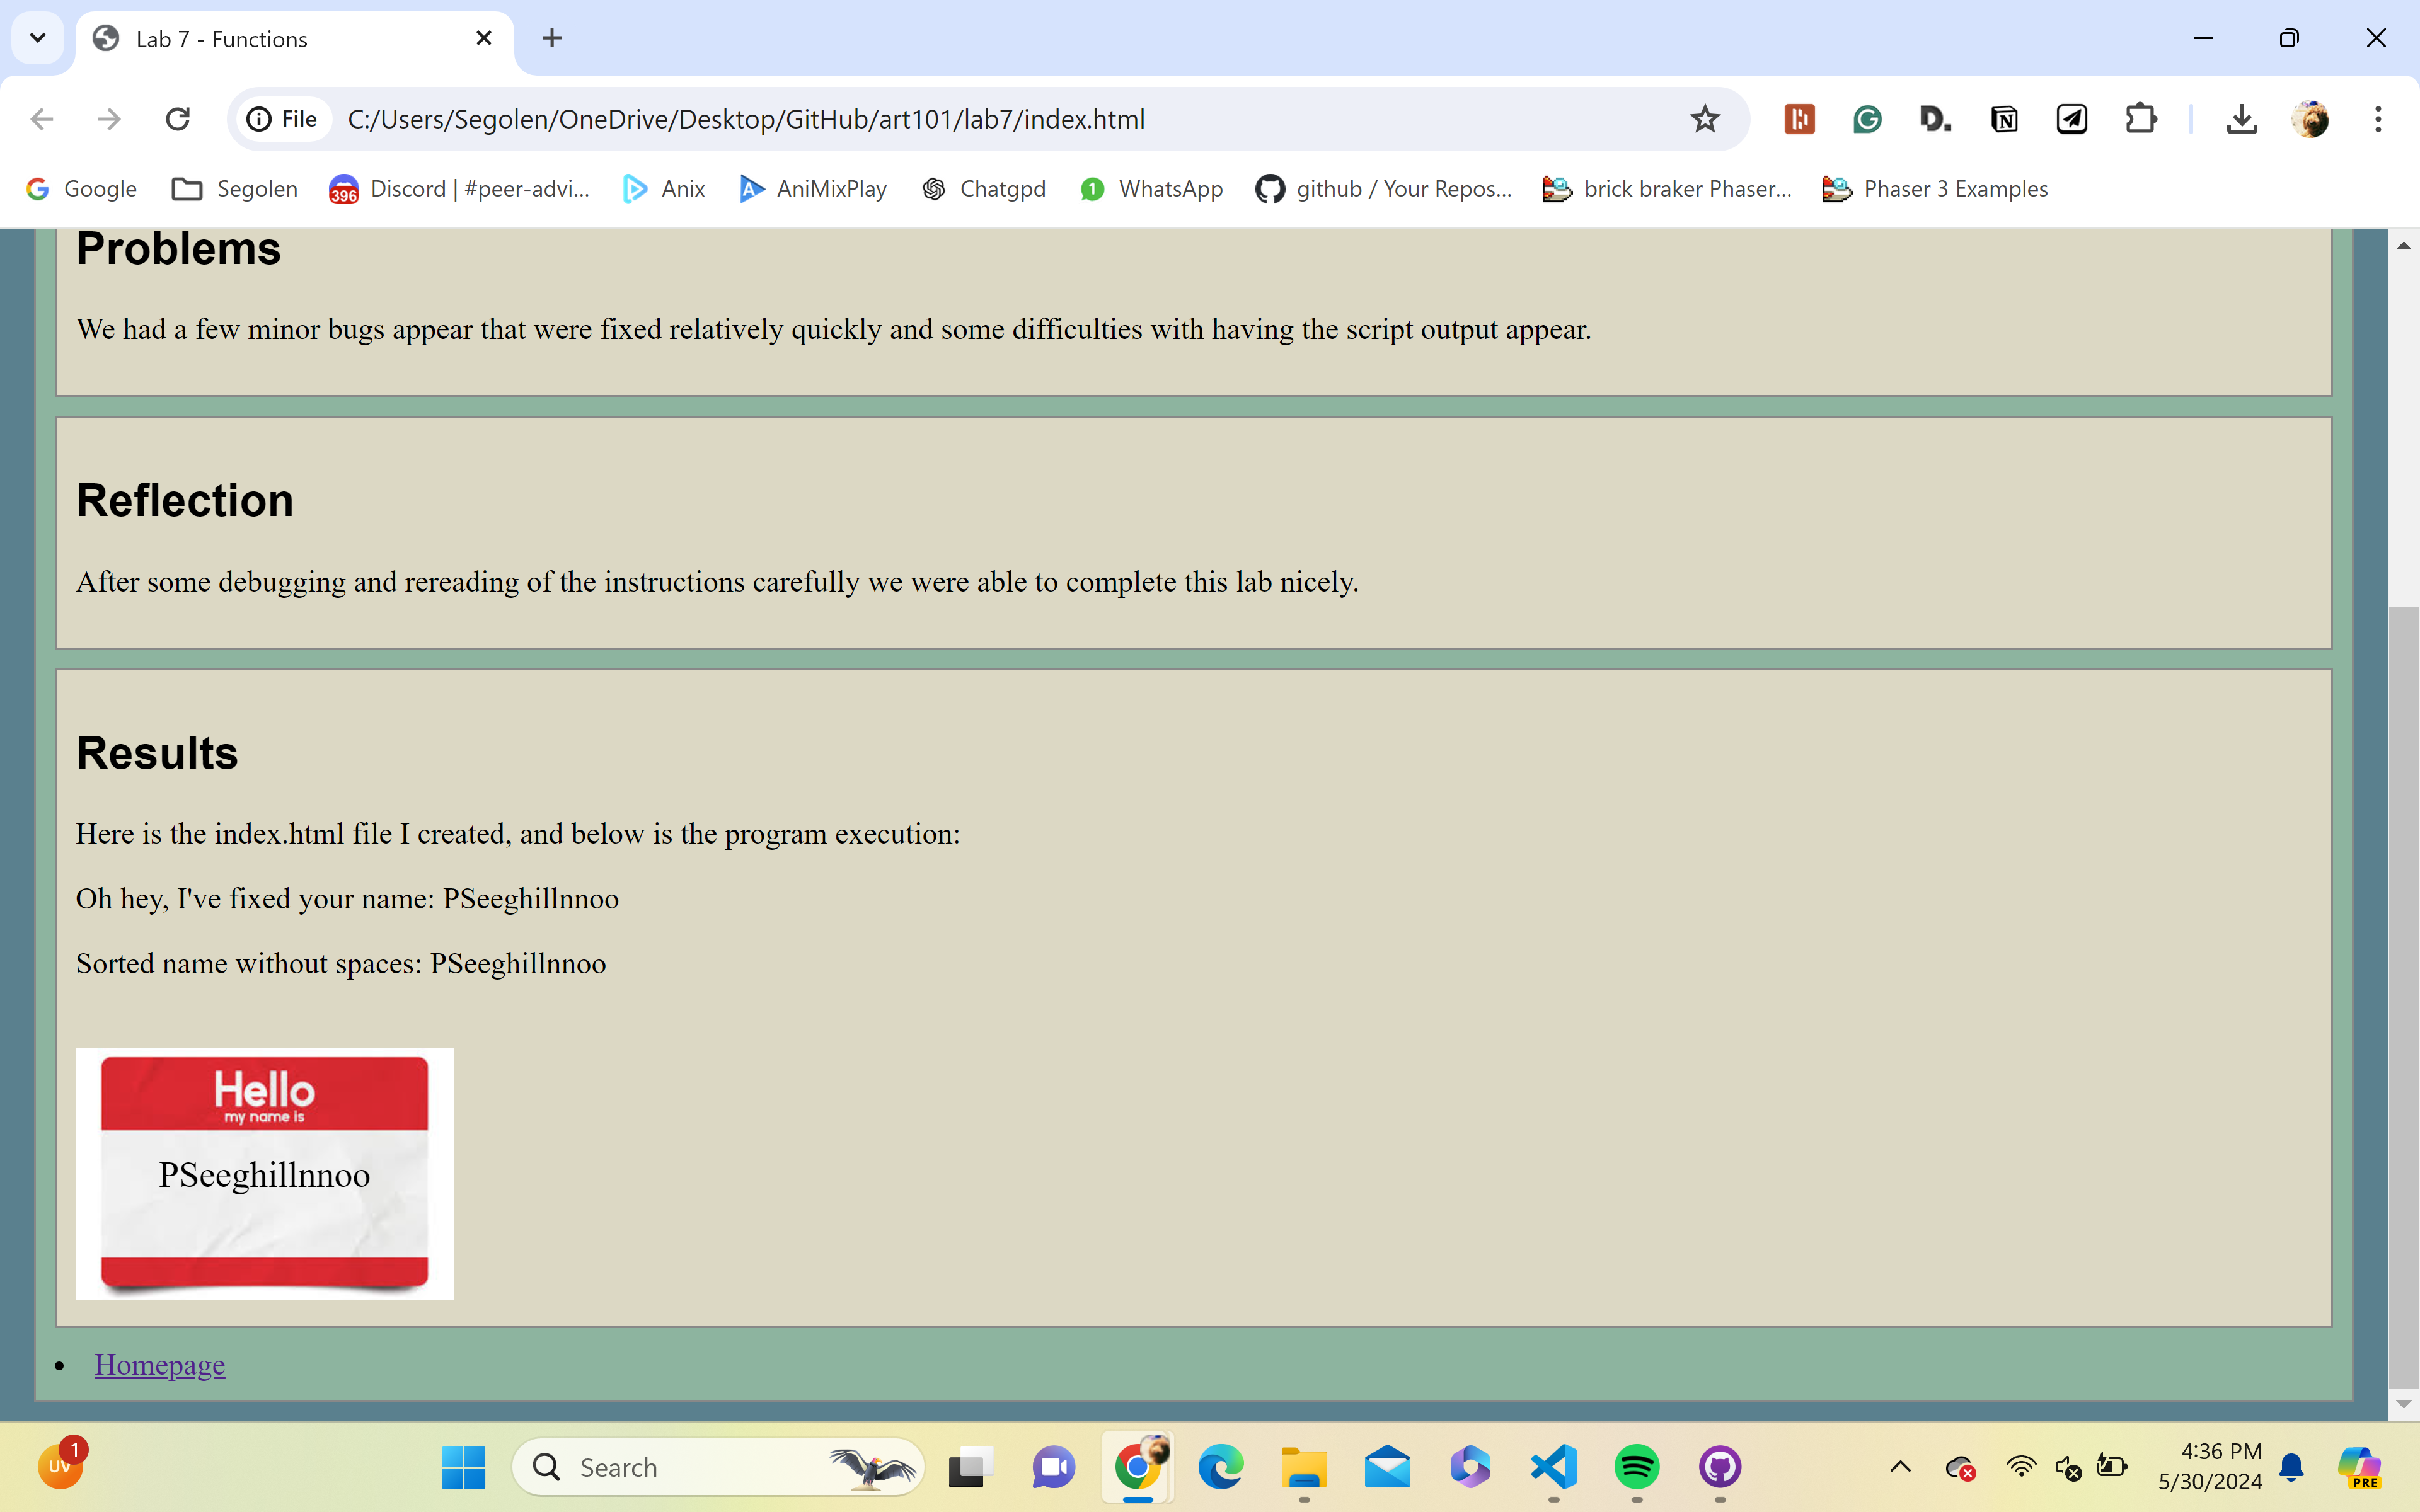 Lab 7 - Functions
File C:/Users/Segolen/OneDrive/Desktop/GitHub/art101/lab7/index.html
Google Segolen 396 Discord | #peer-advi... Anix AniMixPlay Chatgpd 1 WhatsApp github / Your Repos... brick braker Phaser... Phaser 3 Examples
Problems
We had a few minor bugs appear that were fixed relatively quickly and some difficulties with having the script output appear.
Reflection
After some debugging and rereading of the instructions carefully we were able to complete this lab nicely.
Results
Here is the index.html file I created, and below is the program execution:
Oh hey, I've fixed your name: PSeeghillnnoo
Sorted name without spaces: PSeeghillnnoo
Hello
my name is
PSeeghillnnoo
Homepage
UV 1 Search 4:36 PM
5/30/2024
PRE